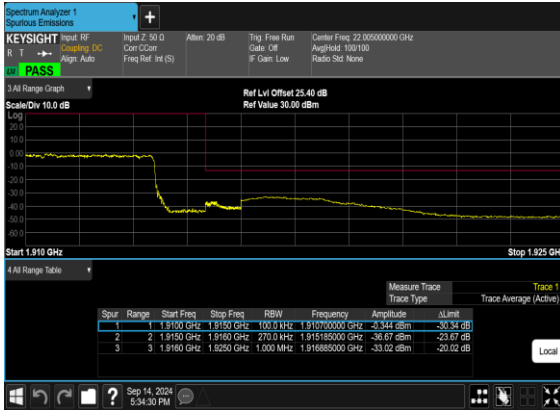 Spectrum Analyzer 1
Spurious Emissions
+
KEYSIGHT Input: RF Input Z: 50 Ω Atten: 20 dB Trig: Free Run Center Freq: 22.005000000 GHz
R T Coupling: DC Corr CCorr Gate: Off Avg|Hold: 100/100
Align: Auto Freq Ref: Int (S) IF Gain: Low Radio Std: None
PASS
3 All Range Graph
Ref Lvl Offset 25.40 dB
Scale/Div 10.0 dB Ref Value 30.00 dBm
Log
20.0
10.0
0.00
-10.0
-20.0
-30.0
-40.0
-50.0
-60.0
Start 1.910 GHz Stop 1.925 GH
4 All Range Table
Measure Trace Trace 1
Trace Type Trace Average (Active)
Spur Range Start Freq Stop Freq RBW Frequency Amplitude ΔLimit
1 1 1.9100 GHz 1.9150 GHz 100.0 kHz 1.910700000 GHz -0.344 dBm -30.34 dB
2 2 1.9150 GHz 1.9160 GHz 270.0 kHz 1.915185000 GHz -36.67 dBm -23.67 dB
3 3 1.9160 GHz 1.9250 GHz 1.000 MHz 1.916885000 GHz -33.02 dBm -20.02 dB
Local
?
Sep 14, 2024
5:34:30 PM